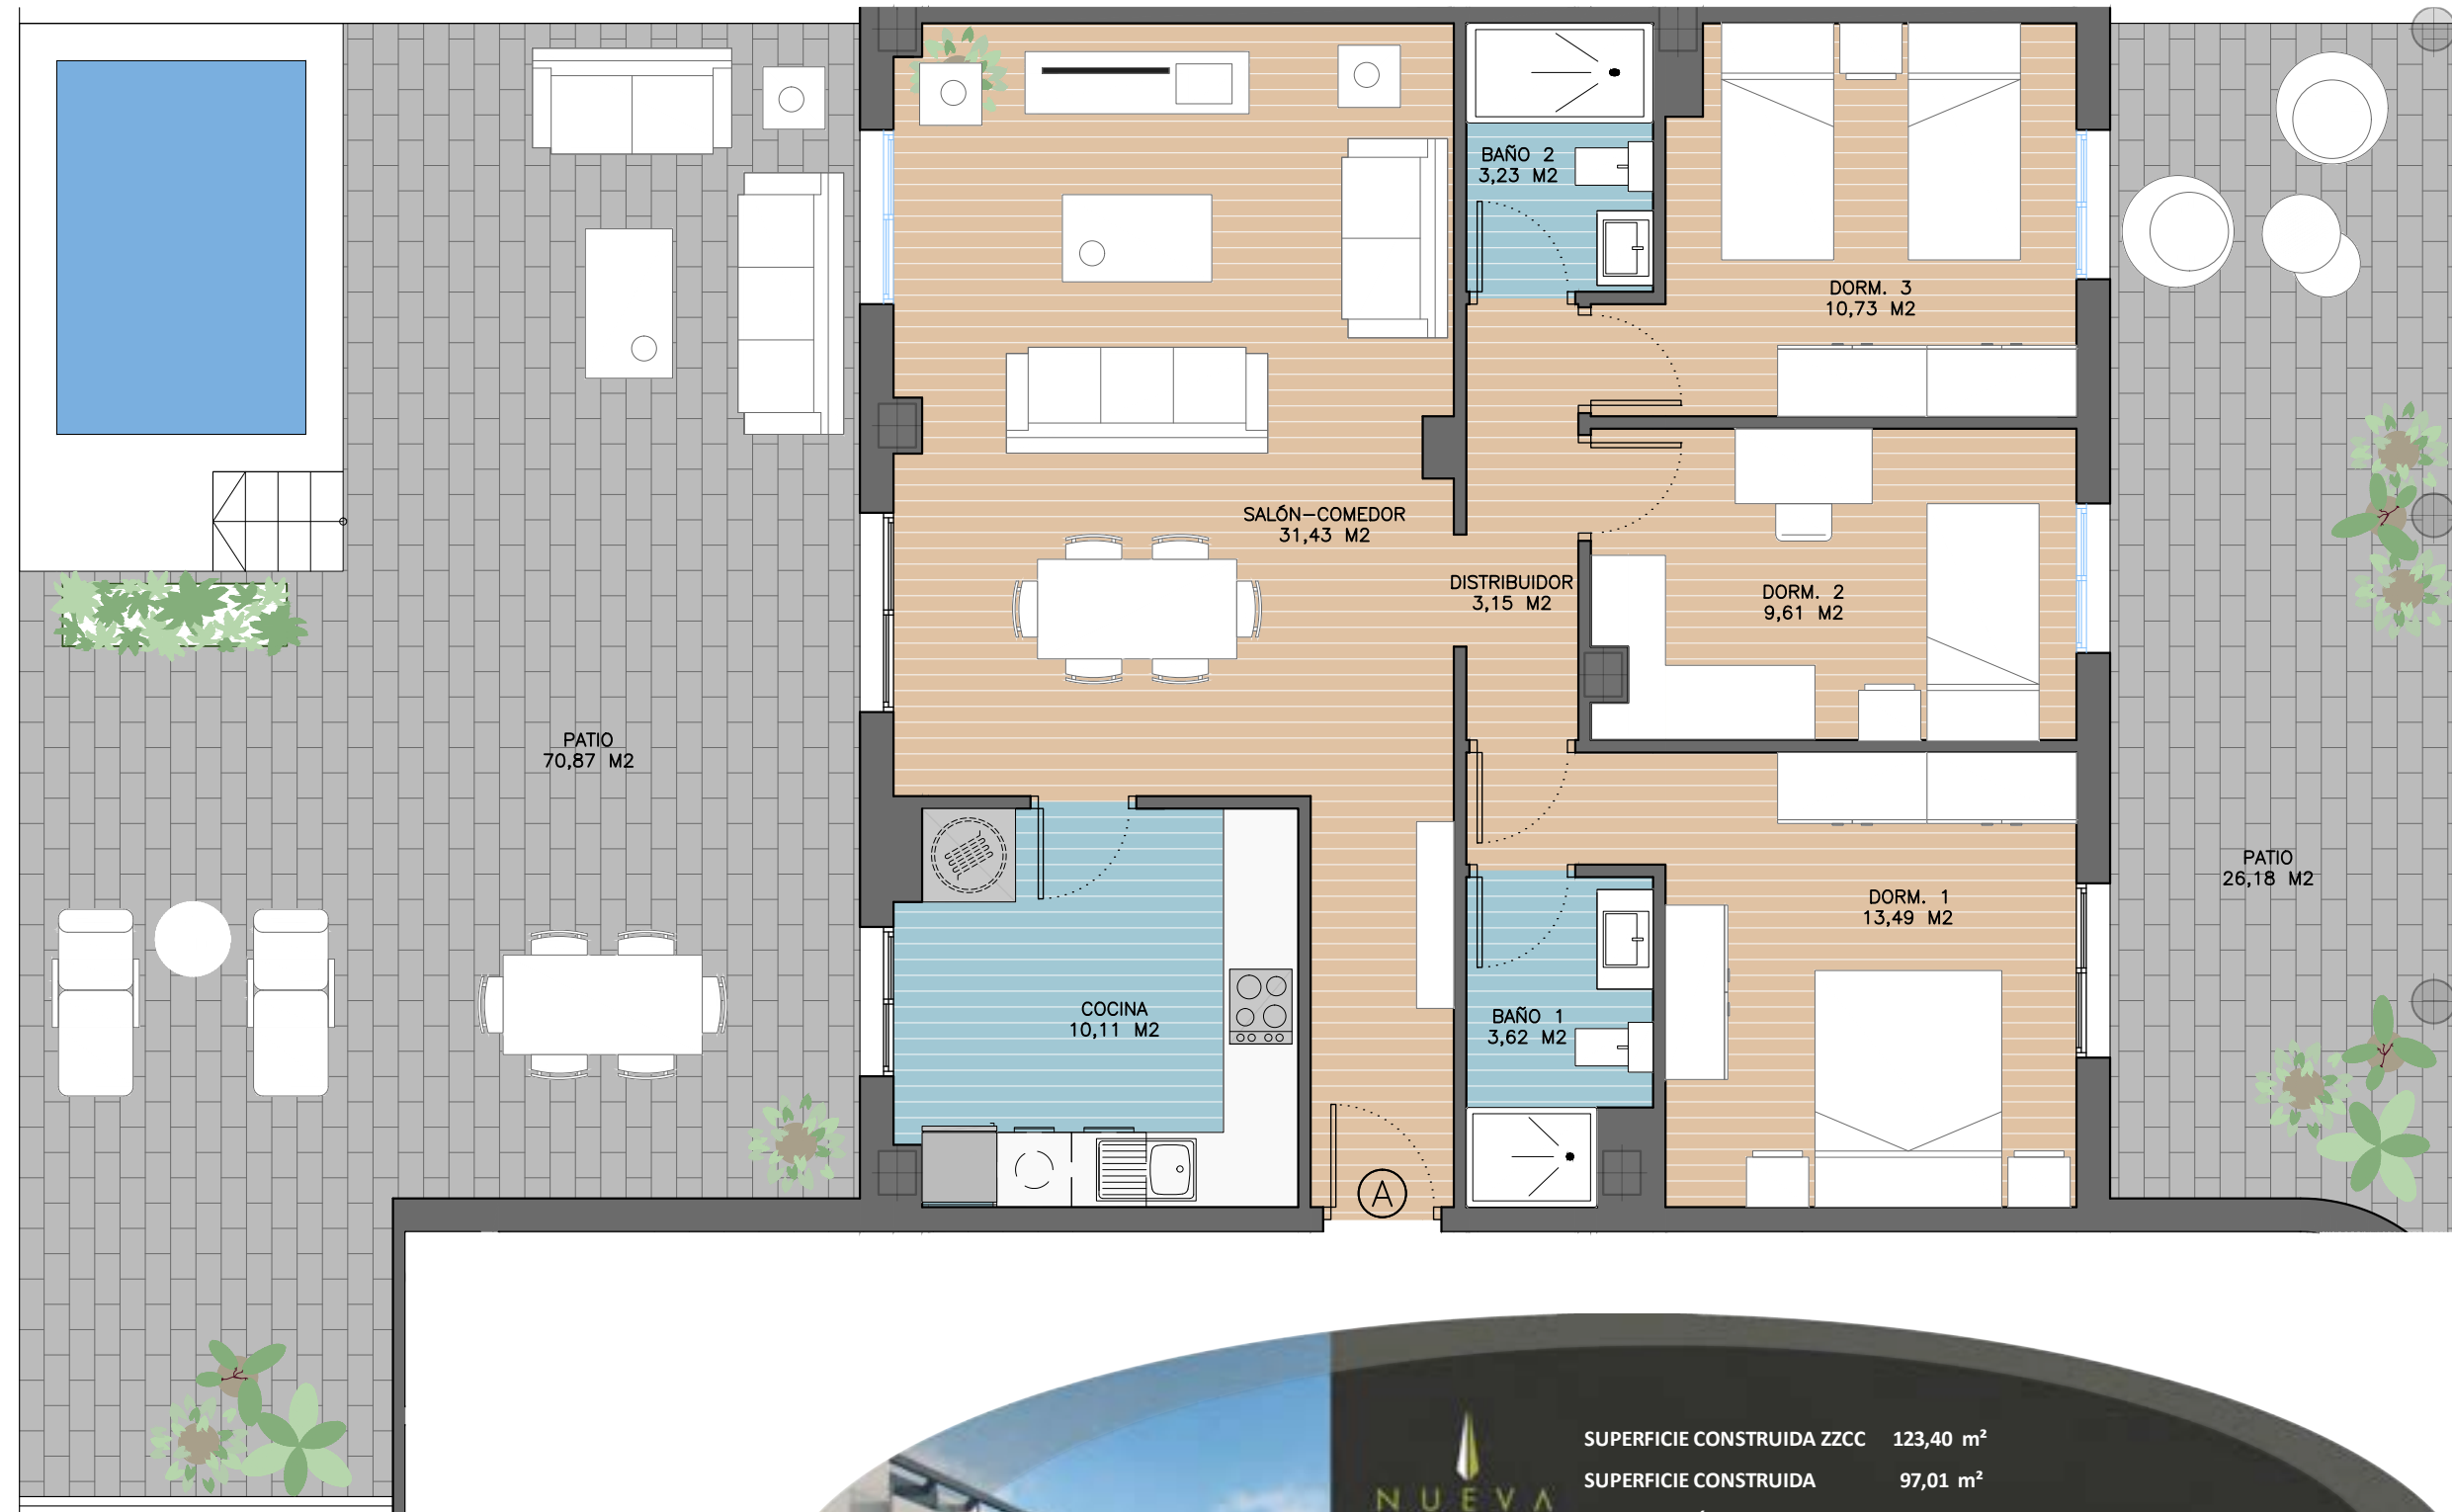 BAÑO 2
3,23 M2
DORM. 3
10,73 M2
SALÓN-COMEDOR
31,43 M2
DISTRIBUIDOR
3,15 M2
DORM. 2
9,61 M2
PATIO
70,87 M2
PATIO
26,18 M2
DORM. 1
13,49 M2
COCINA
10,11 M2
BAÑO 1
3,62 M2
A
SUPERFICIE CONSTRUIDA ZZCC 123,40 m²
SUPERFICIE CONSTRUIDA 97,01 m²
NUEVA